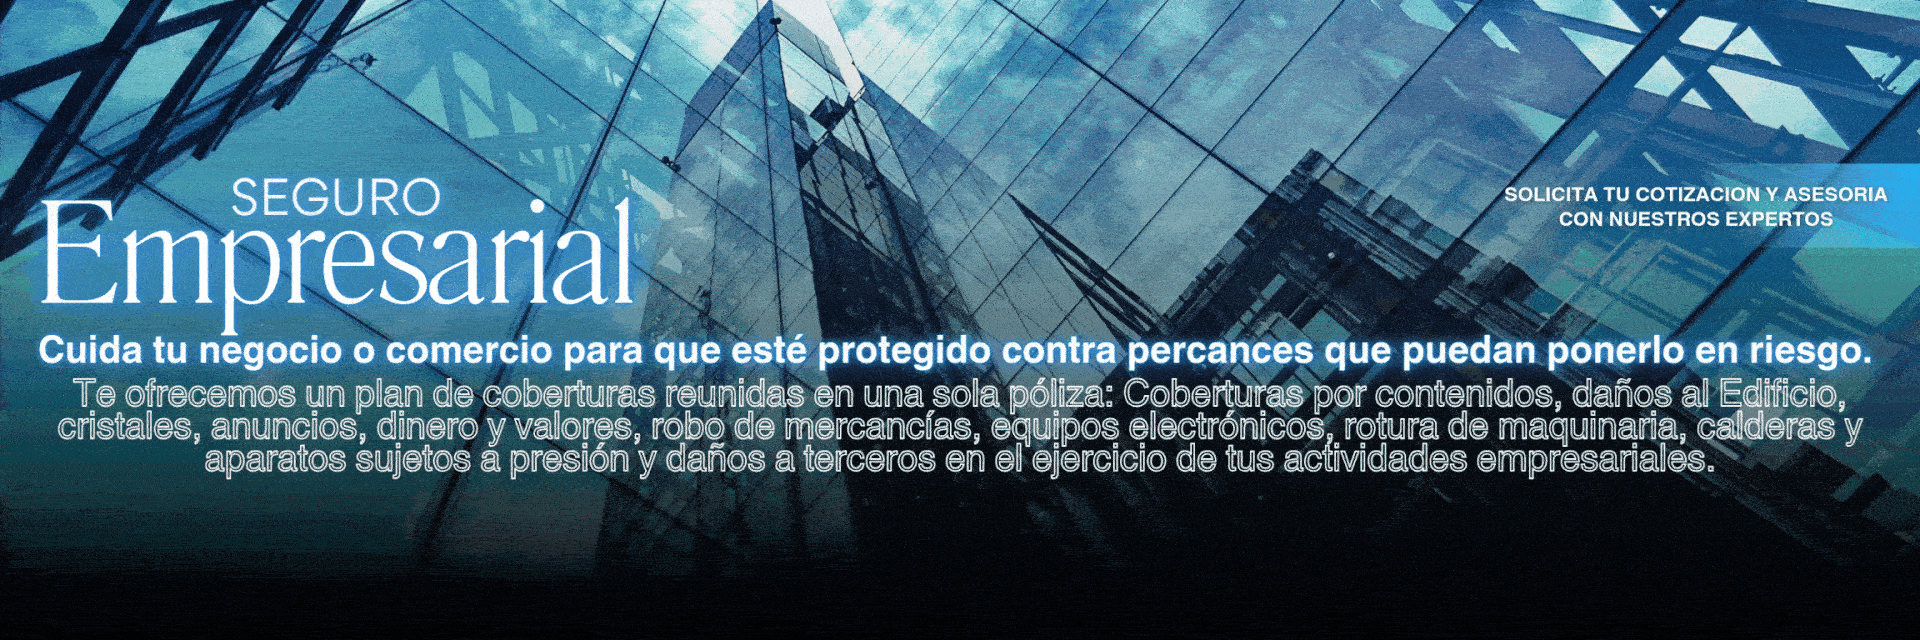 SEGURO
Empresarial
SOLICITA TU COTIZACION Y ASESORIA
CON NUESTROS EXPERTOS
Cuida tu negocio o comercio para que esté protegido contra percances que puedan ponerlo en riesgo.
Te ofrecemos un plan de coberturas reunidas en una sola póliza: Coberturas por contenidos, daños al Edificio,
cristales, anuncios, dinero y valores, robo de mercancías, equipos electrónicos, rotura de maquinaria, calderas y
aparatos sujetos a presión y daños a terceros en el ejercicio de tus actividades empresariales.